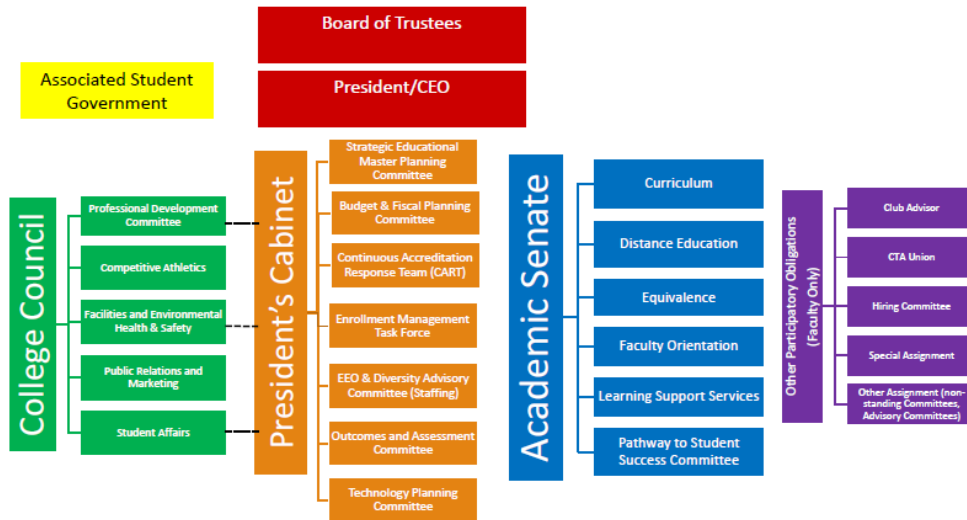 Board of Trustees
President/CEO
Associated Student
Government
College Council
Professional Development
Committee
Competitive Athletics
Facilities and Environmental
Health & Safety
Public Relations and
Marketing
Student Affairs
President's Cabinet
Strategic Educational
Master Planning
Committee
Budget & Fiscal Planning
Committee
Continuous Accreditation
Response Team (CART)
Enrollment Management
Task Force
EEO & Diversity Advisory
Committee (Staffing)
Outcomes and Assessment
Committee
Technology Planning
Committee
Academic Senate
Curriculum
Distance Education
Equivalence
Faculty Orientation
Learning Support Services
Pathway to Student
Success Committee
Other Participatory Obligations
(Faculty Only)
Club Advisor
CTA Union
Hiring Committee
Special Assignment
Other Assignment (non-
standing Committees,
Advisory Committees)